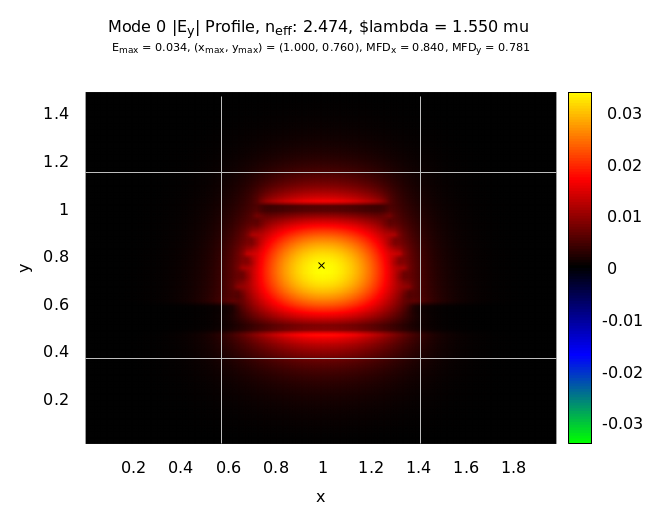 Mode 0 |Ey| Profile, neff: 2.474, $lambda = 1.550 mu
Emax = 0.034, (xmax, ymax) = (1.000, 0.760), MFDx = 0.840, MFDy = 0.781
1.4
1.2
1
0.8
0.6
0.4
0.2
y
0.2 0.4 0.6 0.8 1 1.2 1.4 1.6 1.8
x
0.03
0.02
0.01
0
-0.01
-0.02
-0.03